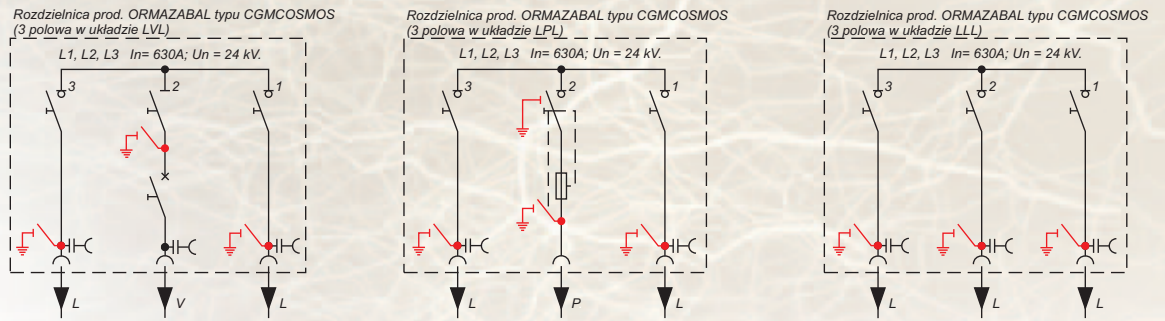 Rozdzielnica prod. ORMAZABAL typu CGMCOSMOS
(3 polowa w układzie LVL)
L1, L2, L3 In= 630A; Un = 24 kV.
3
2
1
L
V
L
Rozdzielnica prod. ORMAZABAL typu CGMCOSMOS
(3 polowa w układzie LPL)
L1, L2, L3 In= 630A; Un = 24 kV.
3
2
1
L
P
L
Rozdzielnica prod. ORMAZABAL typu CGMCOSMOS
(3 polowa w układzie LLL)
L1, L2, L3 In= 630A; Un = 24 kV.
3
2
1
L
L
L